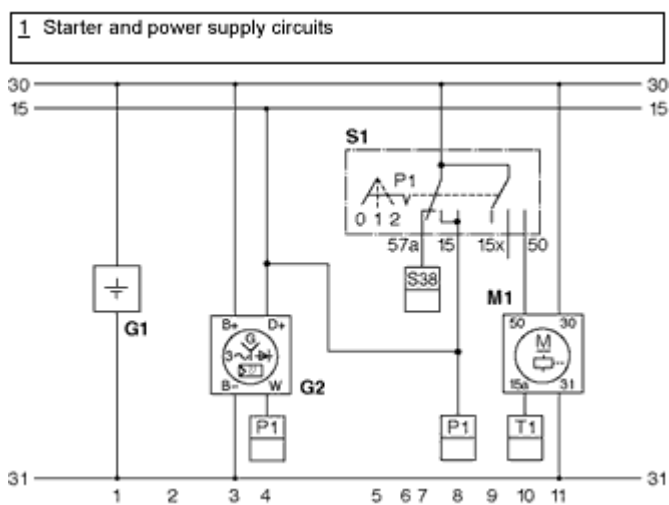 1 Starter and power supply circuits
30 30
15 15
S1
P1
0 1 2
57a 15 15x 50
S38
M1
G1
B+ D+ 50 30
G M
3
B- W G2 15a 31
P1 P1 T1
31 31
1 2 3 4 5 6 7 8 9 10 11